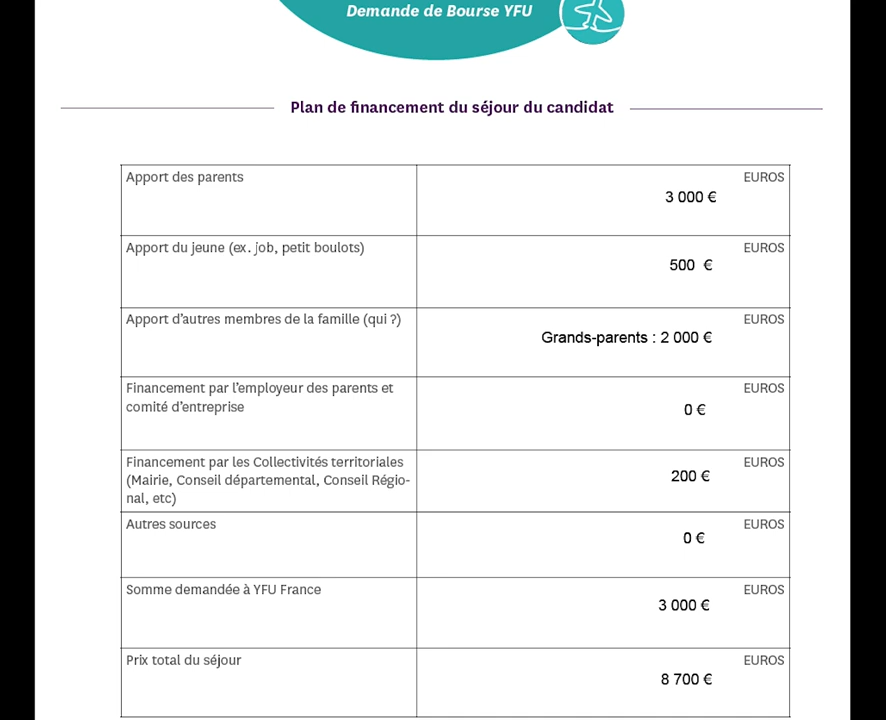 Demande de Bourse YFU
Plan de financement du séjour du candidat
Apport des parents
EUROS
3 000 €
Apport du jeune (ex. job, petit boulots)
EUROS
500 €
Apport d'autres membres de la famille (qui ?)
EUROS
Grands-parents : 2 000 €
Financement par l'employeur des parents et
comité d'entreprise
EUROS
0 €
Financement par les Collectivités territoriales
(Mairie, Conseil départemental, Conseil Régio-
nal, etc)
EUROS
200 €
Autres sources
EUROS
0 €
Somme demandée à YFU France
EUROS
3 000 €
Prix total du séjour
EUROS
8 700 €